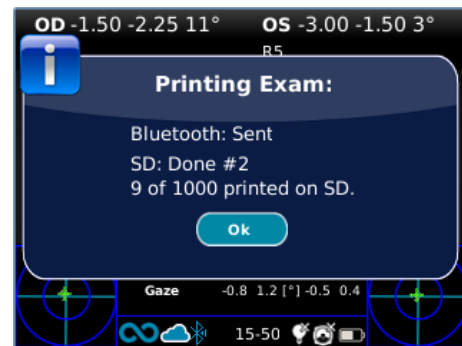 OD -1.50 -2.25 11° OS -3.00 -1.50 3°
R5
Printing Exam:
Bluetooth: Sent
SD: Done #2
9 of 1000 printed on SD.
Ok
Gaze -0.8 1.2 [°] -0.5 0.4
15-50